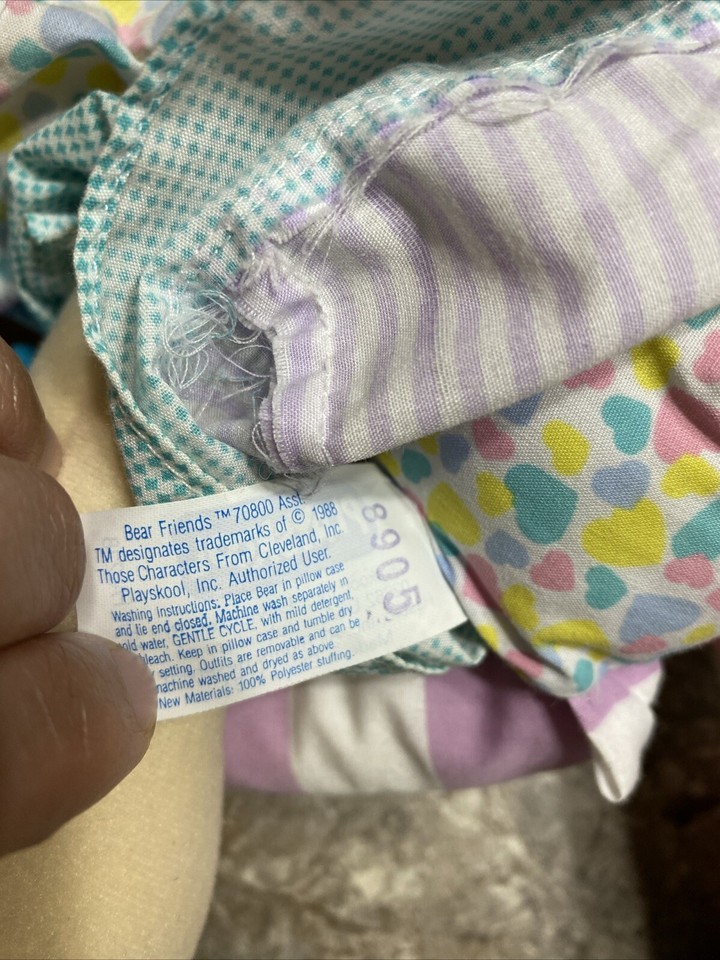 Bear Friends ™ 70800 Asst.
TM designates trademarks of © 1988
Those Characters From Cleveland, Inc.
Playskool, Inc. Authorized User.
Washing Instructions. Place Bear in pillow case
and tie end closed. Machine wash separately in
cold water, GENTLE CYCLE, with mild detergent,
bleach. Keep in pillow case and tumble dry
setting. Outfits are removable and can be
machine washed and dried as above.
New Materials: 100% Polyester stuffing.
8905